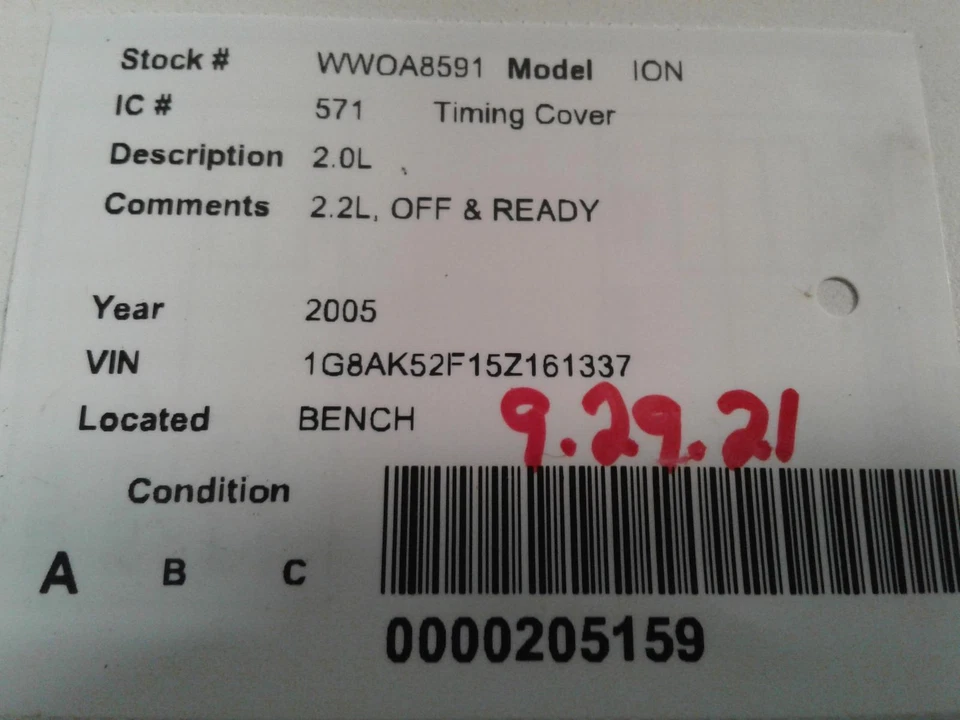 Stock # WWOA8591 Model ION
IC # 571 Timing Cover
Description 2.0L
Comments 2.2L, OFF & READY
Year 2005
VIN 1G8AK52F15Z161337
Located BENCH
9.29.21
Condition
A B C
0000205159